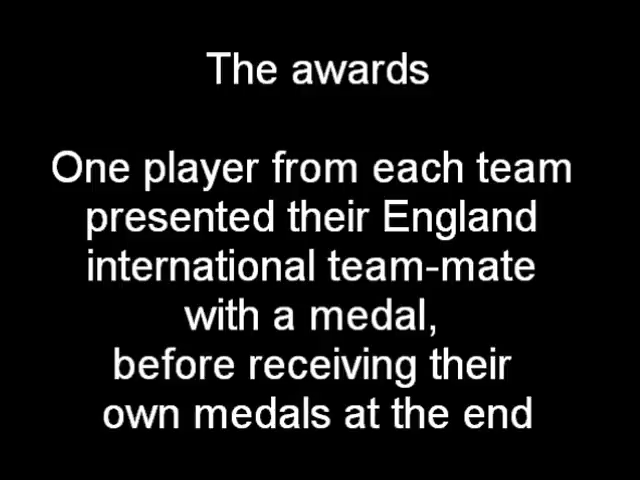 The awards
One player from each team
presented their England
international team-mate
with a medal,
before receiving their
own medals at the end